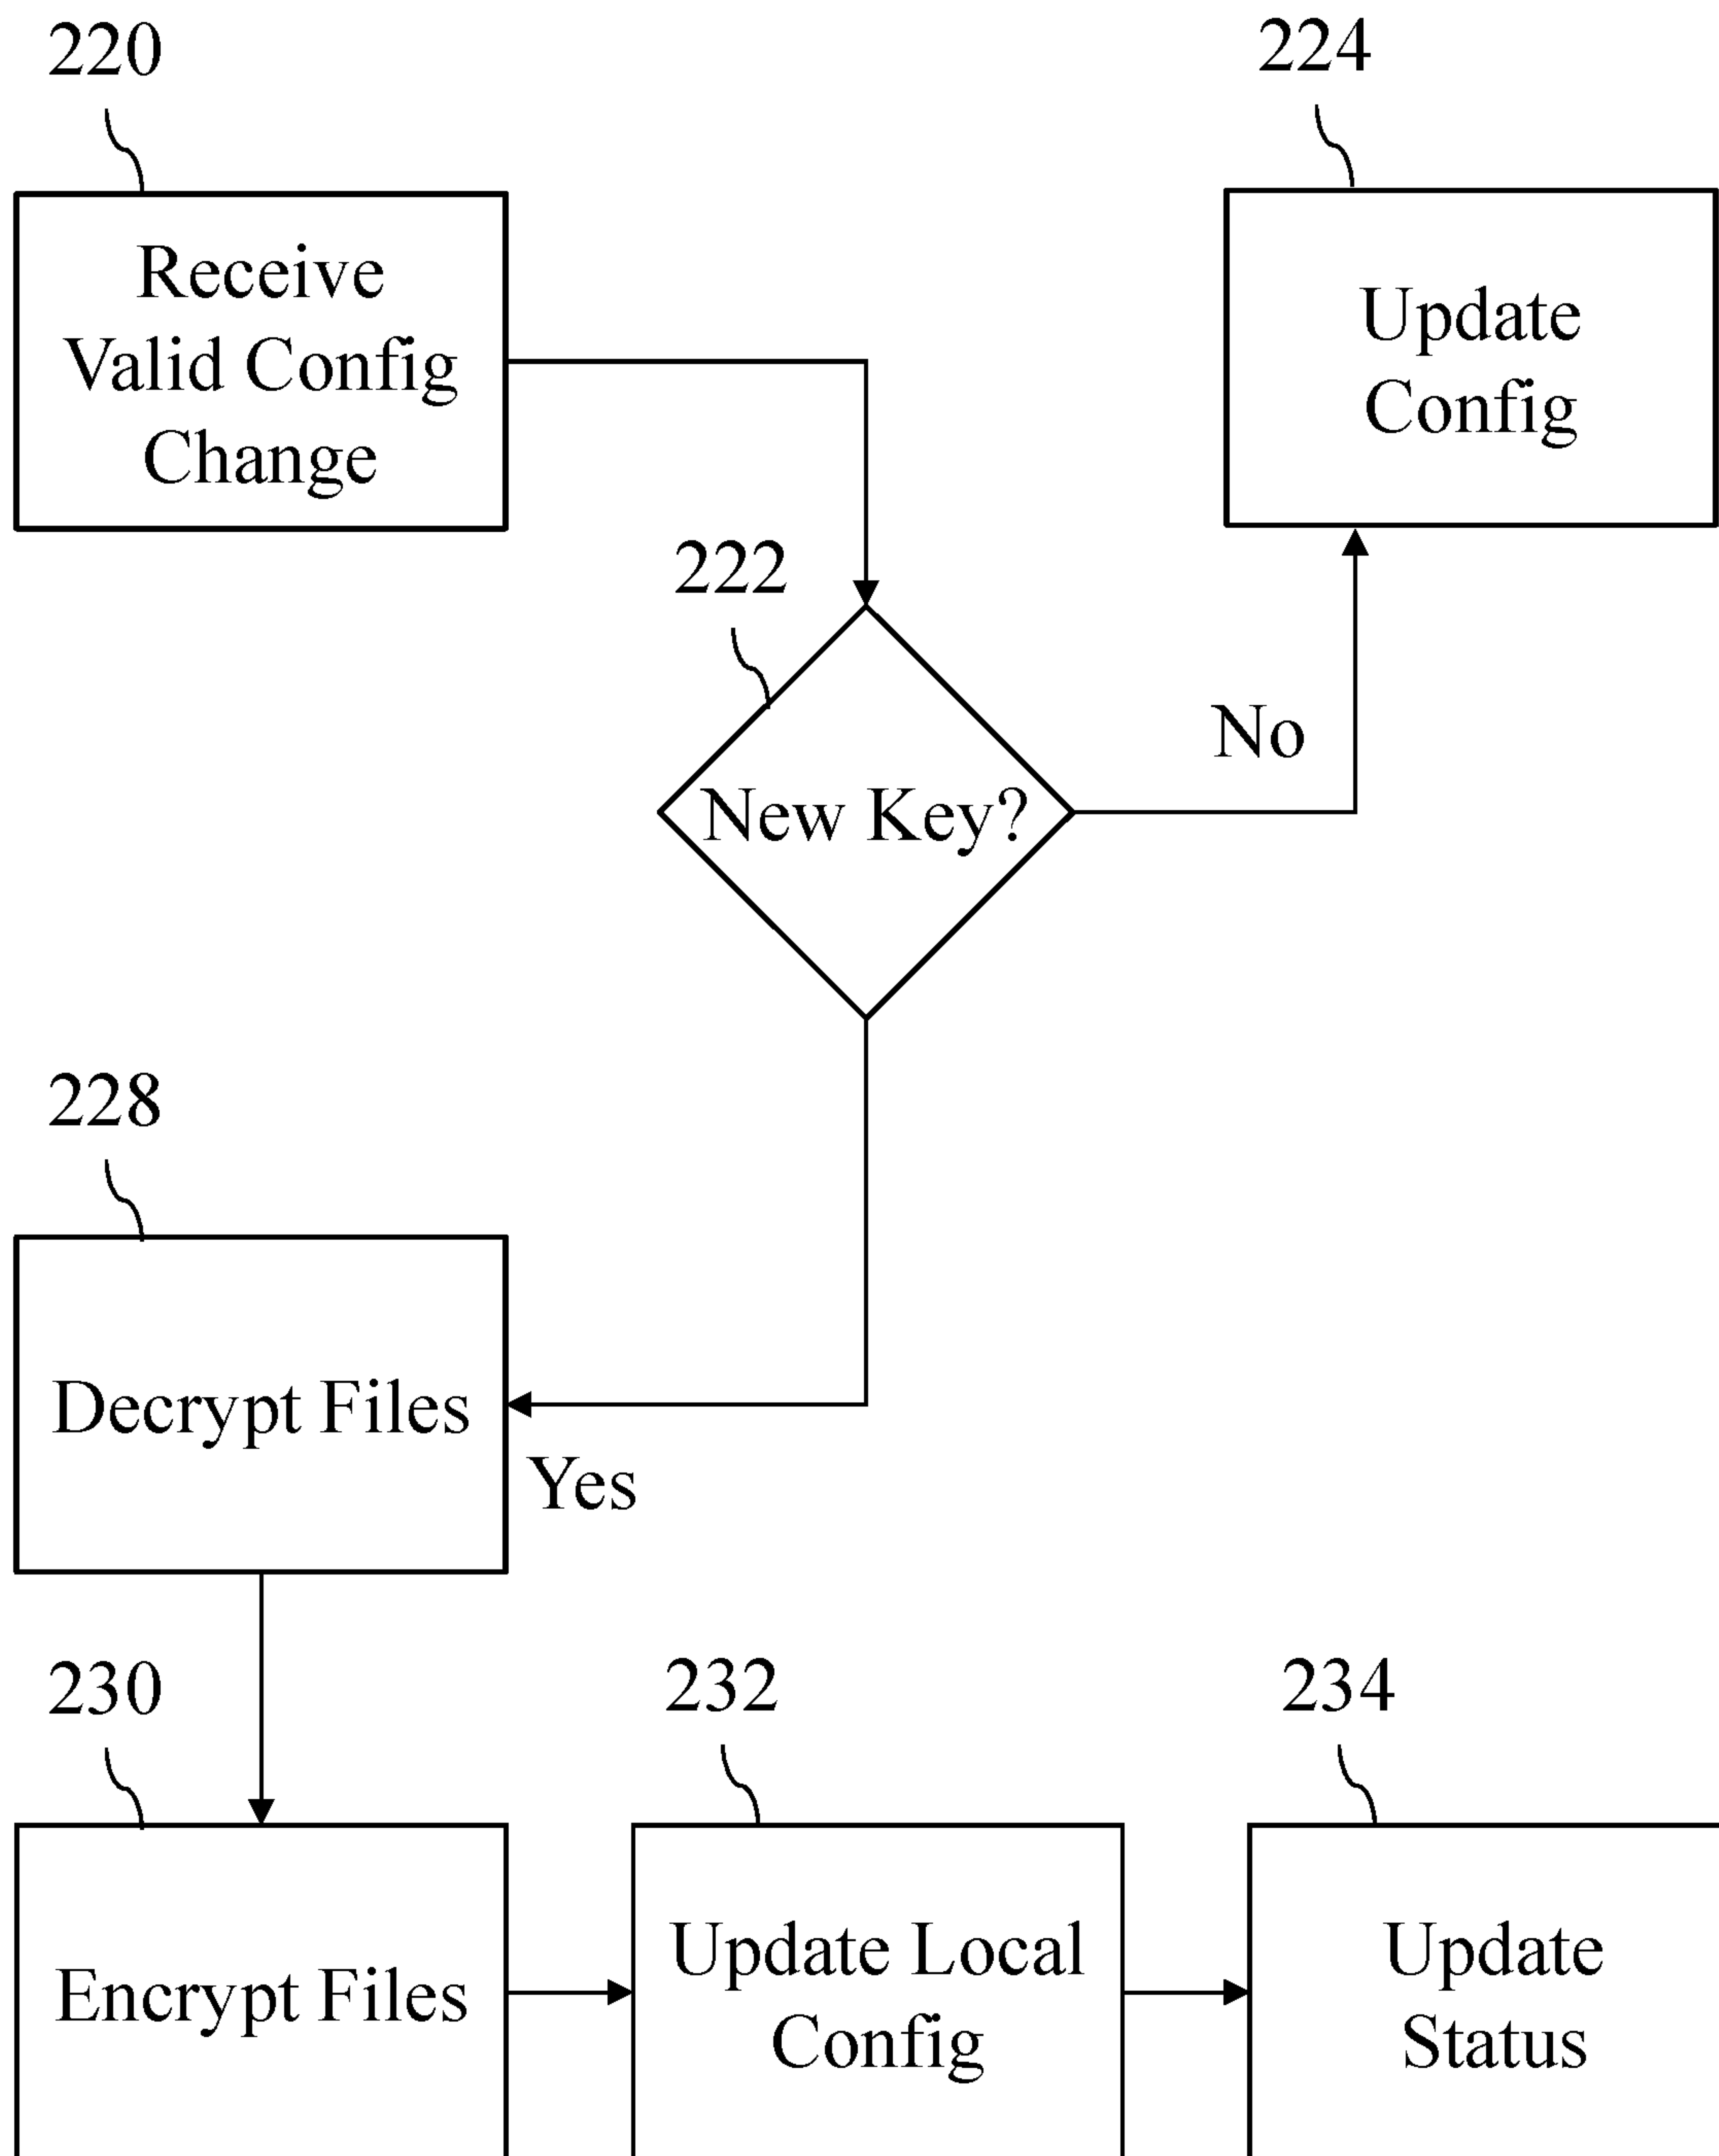 220
224
Receive
Valid Config
Change
Update
Config
222
No
New Key?
228
Decrypt Files
Yes
230
232
234
Encrypt Files
Update Local
Config
Update
Status